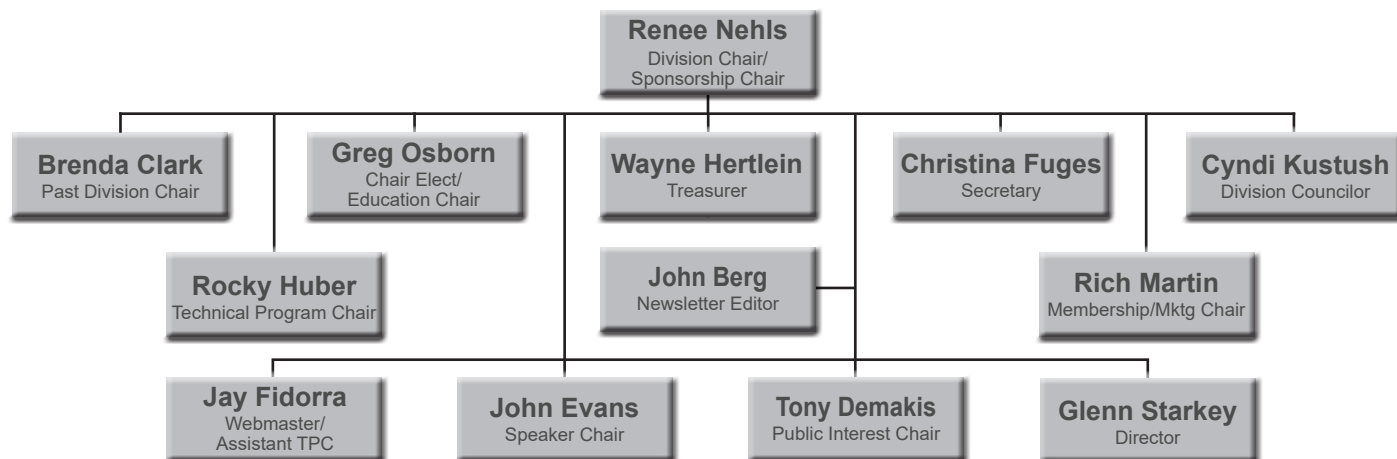 Renee Nehls
Division Chair/
Sponsorship Chair
Brenda Clark
Past Division Chair
Greg Osborn
Chair Elect/
Education Chair
Wayne Hertlein
Treasurer
Christina Fuges
Secretary
Cyndi Kustush
Division Councilor
Rocky Huber
Technical Program Chair
John Berg
Newsletter Editor
Rich Martin
Membership/Mktg Chair
Jay Fidorra
Webmaster/
Assistant TPC
John Evans
Speaker Chair
Tony Demakis
Public Interest Chair
Glenn Starkey
Director